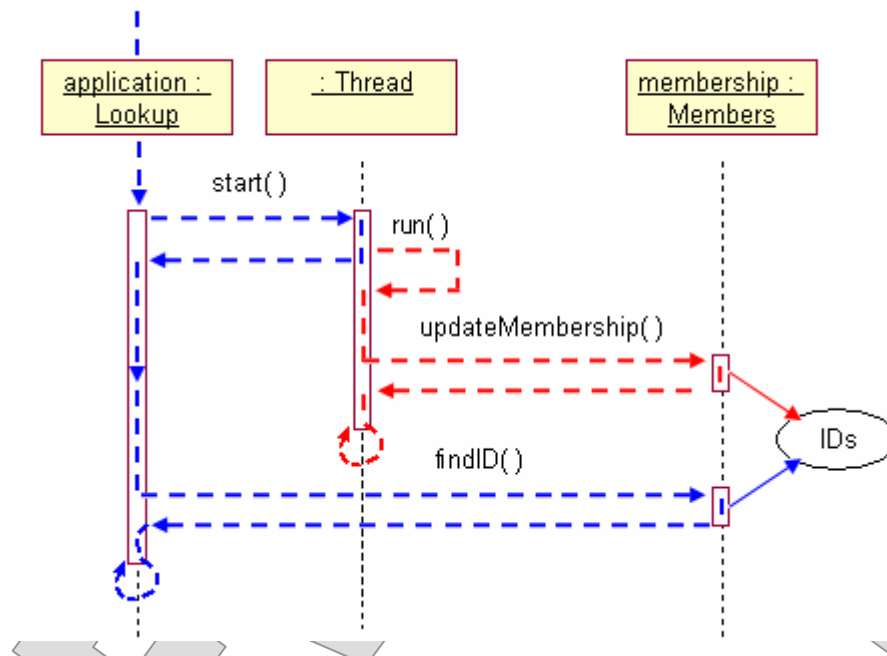 application :
Lookup
: Thread
membership :
Members
start( )
run( )
updateMembership( )
IDs
findID( )